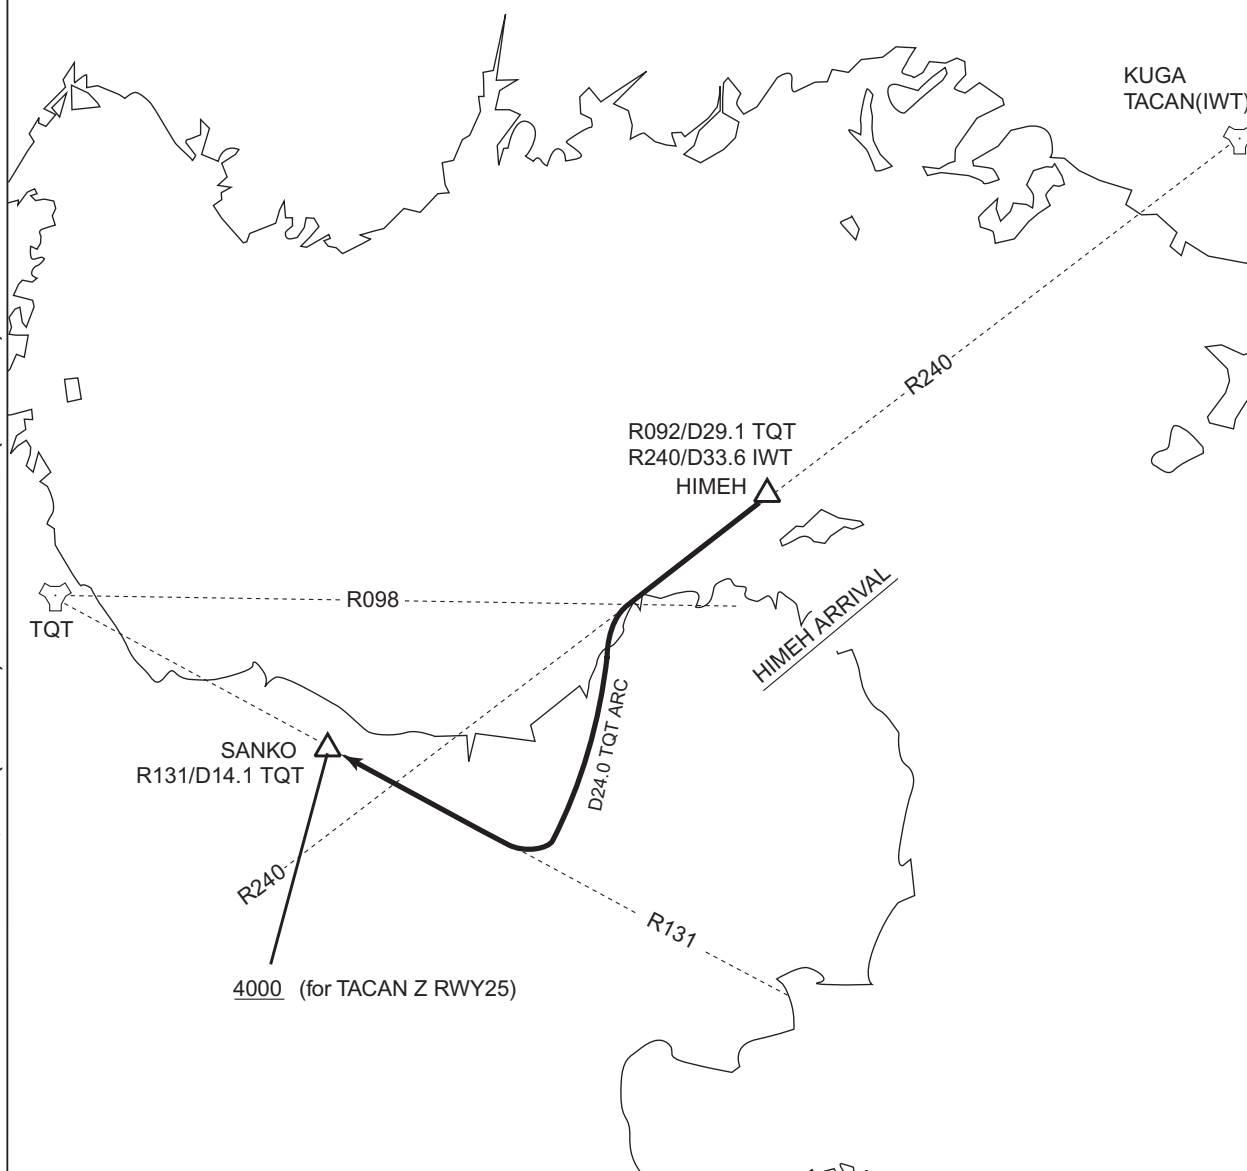 KUGA
TACAN(IWT)
R240
R092/D29.1 TQT
R240/D33.6 IWT
HIMEH
R098
TQT
HIMEH ARRIVAL
D24.0 TQT ARC
SANKO
R131/D14.1 TQT
R240
R131
4000 (for TACAN Z RWY25)